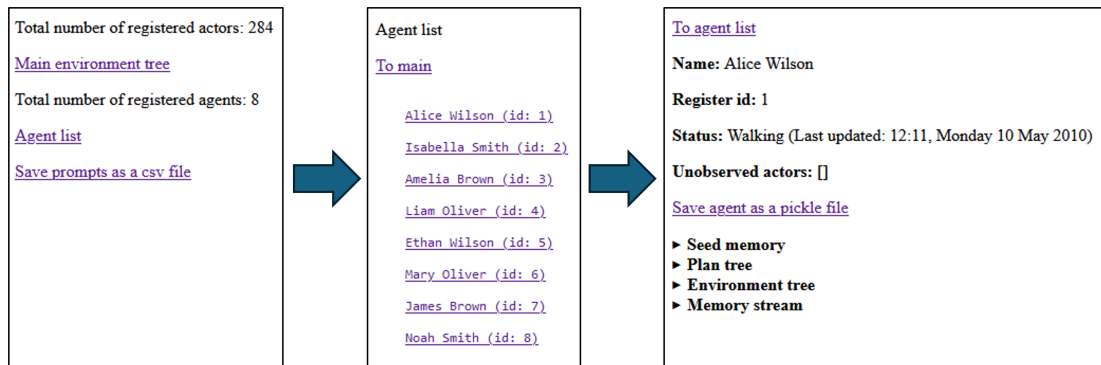 Total number of registered actors: 284
Main environment tree
Total number of registered agents: 8
Agent list
Save prompts as a csv file
Agent list
To main
Alice Wilson (id: 1)
Isabella Smith (id: 2)
Amelia Brown (id: 3)
Liam Oliver (id: 4)
Ethan Wilson (id: 5)
Mary Oliver (id: 6)
James Brown (id: 7)
Noah Smith (id: 8)
To agent list
Name: Alice Wilson
Register id: 1
Status: Walking (Last updated: 12:11, Monday 10 May 2010)
Unobserved actors: []
Save agent as a pickle file
▸ Seed memory
▸ Plan tree
▸ Environment tree
▸ Memory stream